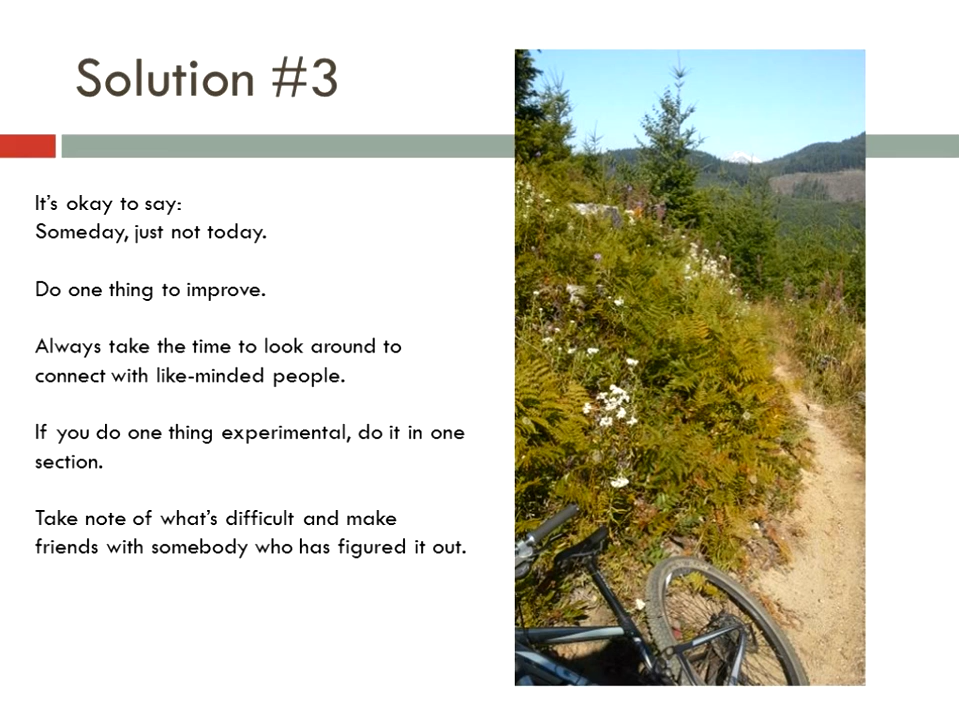 Solution #3
It's okay to say:
Someday, just not today.
Do one thing to improve.
Always take the time to look around to
connect with like-minded people.
If you do one thing experimental, do it in one
section.
Take note of what's difficult and make
friends with somebody who has figured it out.